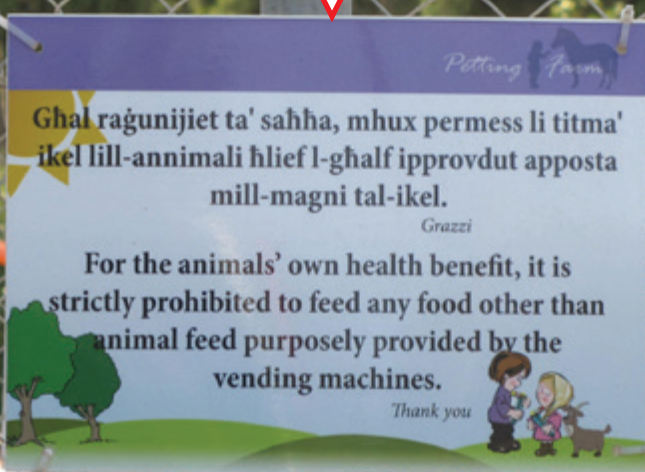 Petting Farm
Għal raġunijiet ta' saħħa, mhux permess li titma'
ikel lill-annimali ħlief l-għalf ipprovdut apposta
mill-magni tal-ikel.
Grazzi
For the animals' own health benefit, it is
strictly prohibited to feed any food other than
animal feed purposely provided by the
vending machines.
Thank you